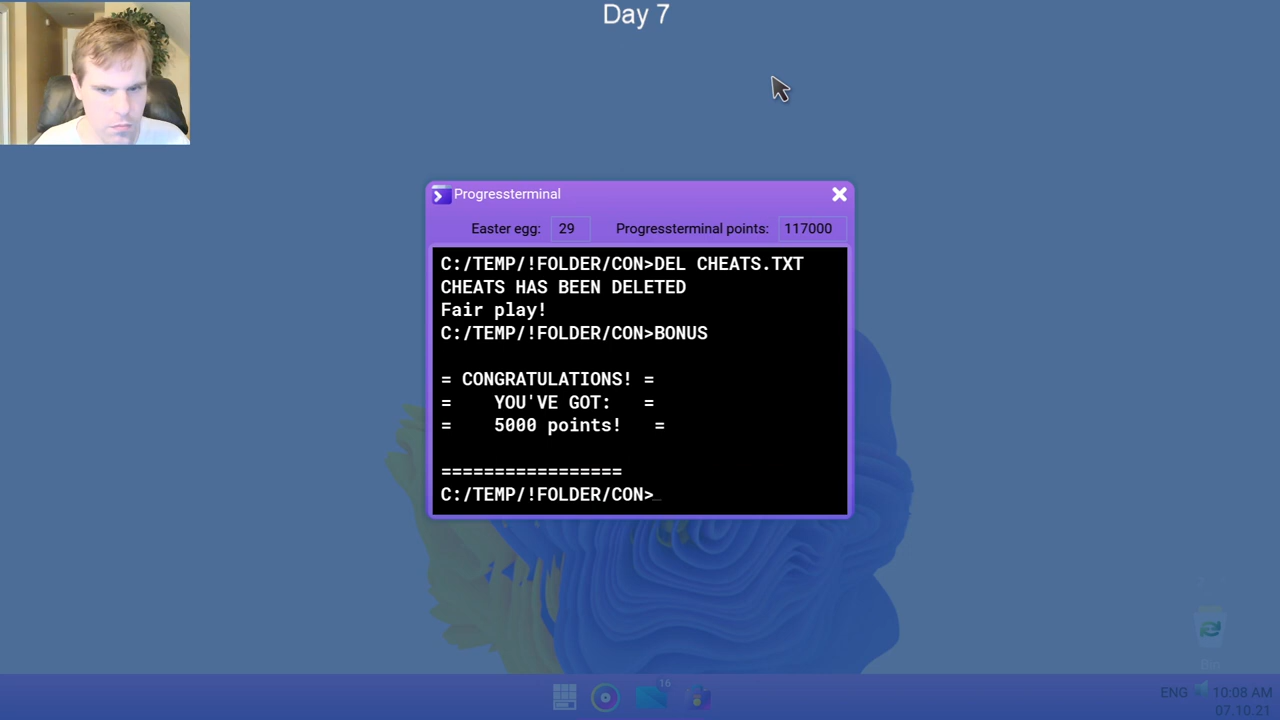 Day 7
Progressterminal
Easter egg: 29 Progressterminal points: 117000
C:/TEMP/!FOLDER/CON>DEL CHEATS.TXT
CHEATS HAS BEEN DELETED
Fair play!
C:/TEMP/!FOLDER/CON>BONUS
= CONGRATULATIONS! =
= YOU'VE GOT: =
= 5000 points! =
=================
C:/TEMP/!FOLDER/CON>_
Bin
16
ENG 10:08 AM
07.10.21